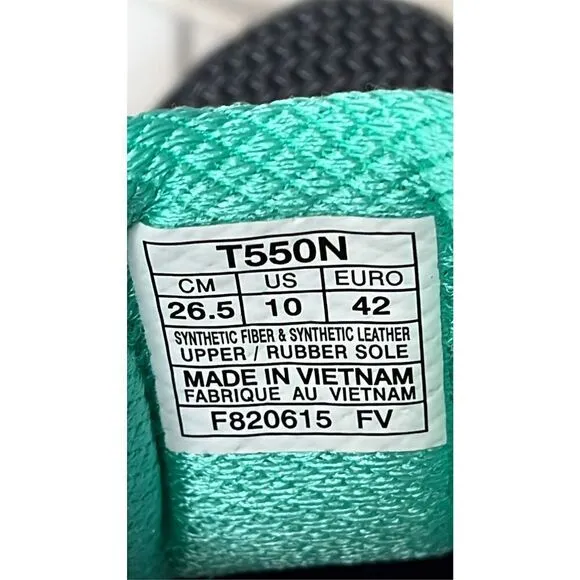 T550N
CM US EURO
26.5 10 42
SYNTHETIC FIBER & SYNTHETIC LEATHER
UPPER / RUBBER SOLE
MADE IN VIETNAM
FABRIQUE AU VIETNAM
F820615 FV